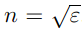 n = √ε